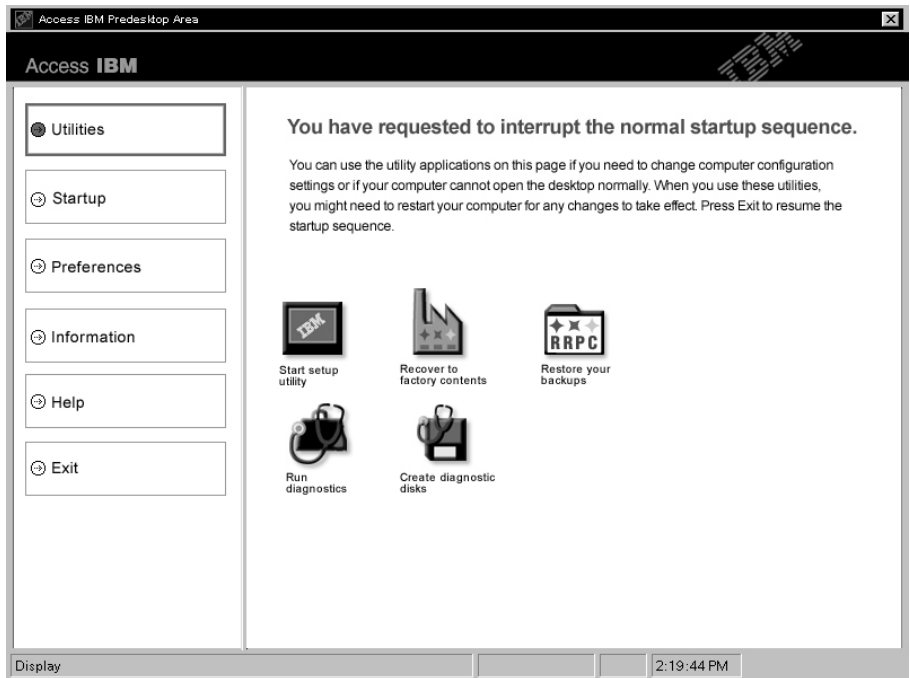 Access IBM Predesktop Area
Access IBM
IBM
Utilities
Startup
Preferences
Information
Help
Exit
You have requested to interrupt the normal startup sequence.
You can use the utility applications on this page if you need to change computer configuration
settings or if your computer cannot open the desktop normally. When you use these utilities,
you might need to restart your computer for any changes to take effect. Press Exit to resume the
startup sequence.
IBM
Start setup
utility
Recover to
factory contents
RRPC
Restore your
backups
Run
diagnostics
Create diagnostic
disks
Display
2:19:44 PM